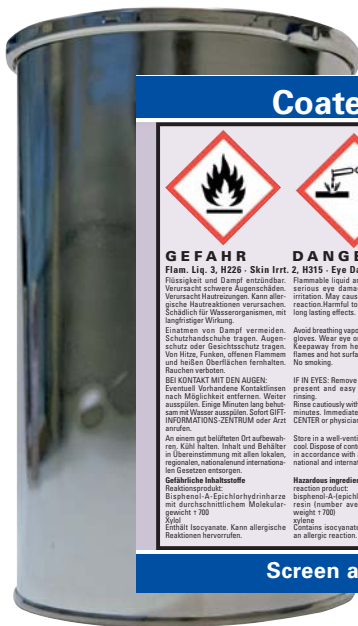 Coate
GEFAHR DANGE
Flam. Liq. 3, H226 · Skin Irrt. 2, H315 · Eye Da
Flüssigkeit und Dampf entzündbar.
Verursacht schwere Augenschäden.
Verursacht Hautreizungen. Kann aller-
gische Hautreaktionen verursachen.
Schädlich für Wasserorganismen, mit
langfristiger Wirkung.
Einatmen von Dampf vermeiden.
Schutzhandschuhe tragen. Augen-
schutz oder Gesichtsschutz tragen.
Von Hitze, Funken, offenen Flammem
und heißen Oberflächen fernhalten.
Rauchen verboten.
BEI KONTAKT MIT DEN AUGEN:
Eventuell Vorhandene Kontaktlinsen
nach Möglichkeit entfernen. Weiter
ausspülen. Einige Minuten lang behut-
sam mit Wasser ausspülen. Sofort GIFT-
INFORMATIONS-ZENTRUM oder Arzt
anrufen.
An einem gut belüfteten Ort aufbewah-
ren, Kühl halten. Inhalt und Behälter
in Übereinstimmung mit allen lokalen,
regionalen, nationalenund internationa-
len Gesetzen entsorgen.
Gefährliche Inhaltsstoffe
Reaktionsprodukt:
Bisphenol-A-Epichlorhydrinharze
mit durchschnittlichem Molekular-
gewicht ↑ 700
Xylol
Enthält Isocyanate. Kann allergische
Reaktionen hervorrufen.
Flammable liquid an
serious eye dama
irritation. May caus
reaction.Harmful to
long lasting effects.
Avoid breathing vapo
gloves. Wear eye or
Keepaway from he
flames and hot surfac
No smoking.
IF IN EYES: Remove
present and easy
rinsing.
Rinse cautiously with
minutes. Immediate
CENTER or physician
Store in a well-ventil
cool. Dispose of conte
in accordance with
national and internat
Hazardous ingredien
reaction product:
bisphenol-A-(epichl
resin (number ave
weight ↑ 700)
xylene
Contains isocyanate
an allergic reaction.
Screen a